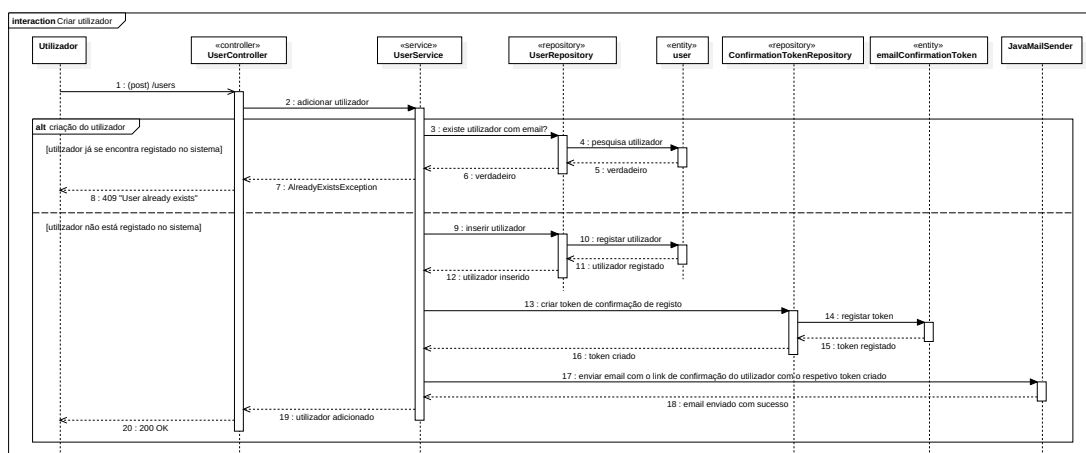 interaction Criar utilizador
Utilizador
«controller»
UserController
«service»
UserService
«repository»
UserRepository
«entity»
user
«repository»
ConfirmationTokenRepository
«entity»
emailConfirmationToken
JavaMailSender
1 : (post) /users
2 : adicionar utilizador
alt criação do utilizador
[utilizador já se encontra registado no sistema]
3 : existe utilizador com email?
4 : pesquisa utilizador
5 : verdadeiro
6 : verdadeiro
7 : AlreadyExistsException
8 : 409 "User already exists"
[utilizador não está registado no sistema]
9 : inserir utilizador
10 : registar utilizador
11 : utilizador registado
12 : utilizador inserido
13 : criar token de confirmação de registo
14 : registar token
15 : token registado
16 : token criado
17 : enviar email com o link de confirmação do utilizador com o respetivo token criado
18 : email enviado com sucesso
19 : utilizador adicionado
20 : 200 OK